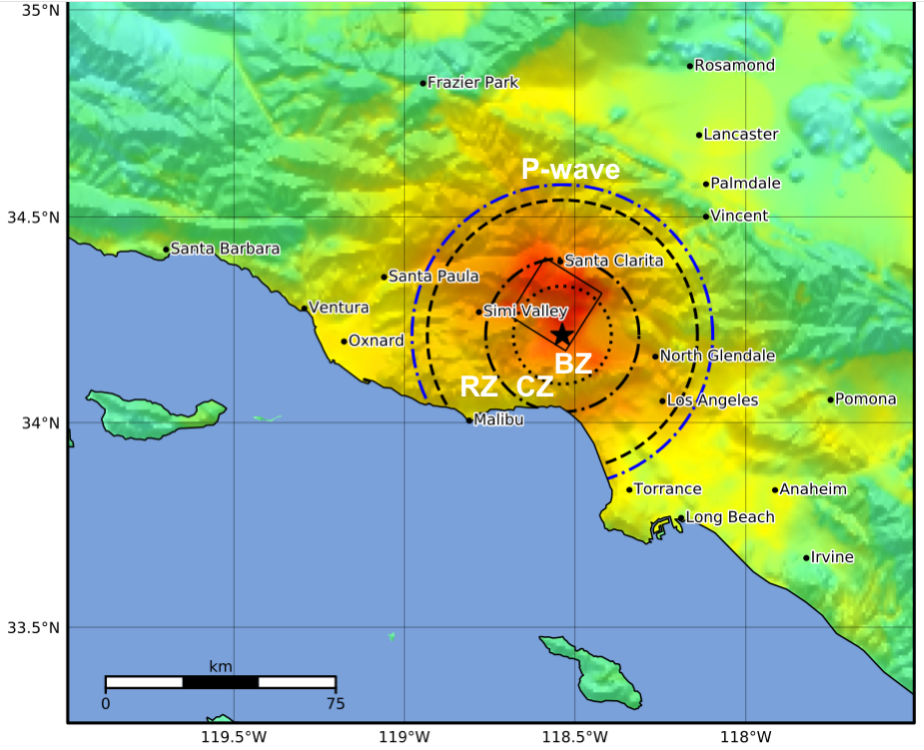 35°N
Rosamond
Frazier Park
Lancaster
P-wave
Palmdale
34.5°N
Vincent
Santa Barbara
Santa Clarita
Santa Paula
Ventura
Simi Valley
Oxnard
North Glendale
BZ
RZ CZ
Los Angeles
Pomona
34°N
Malibu
Torrance
Anaheim
Long Beach
Irvine
33.5°N
km
0 75
119.5°W 119°W 118.5°W 118°W